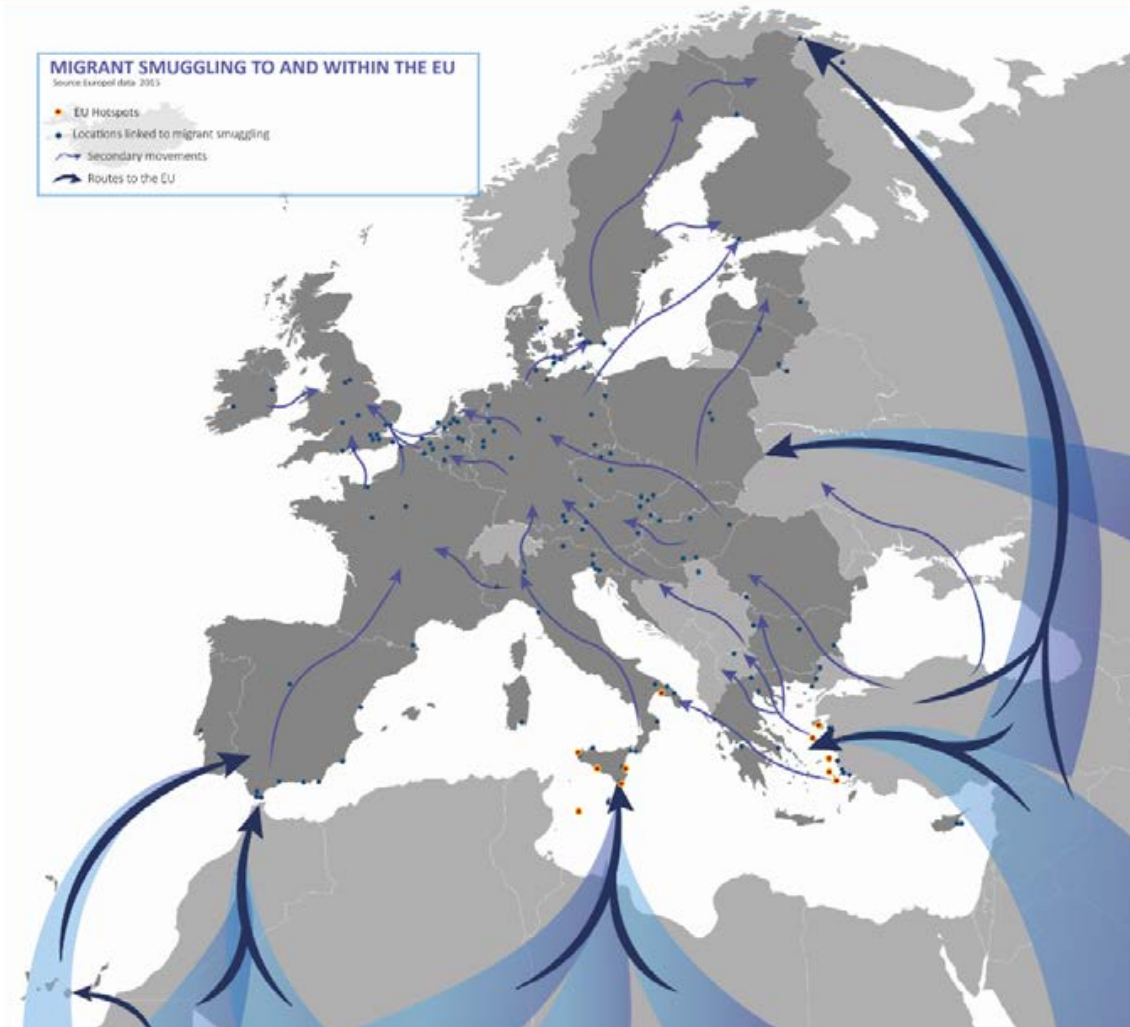 MIGRANT SMUGGLING TO AND WITHIN THE EU
Source:Europol data 2015
EU Hotspots
Locations linked to migrant smuggling
Secondary movements
Routes to the EU